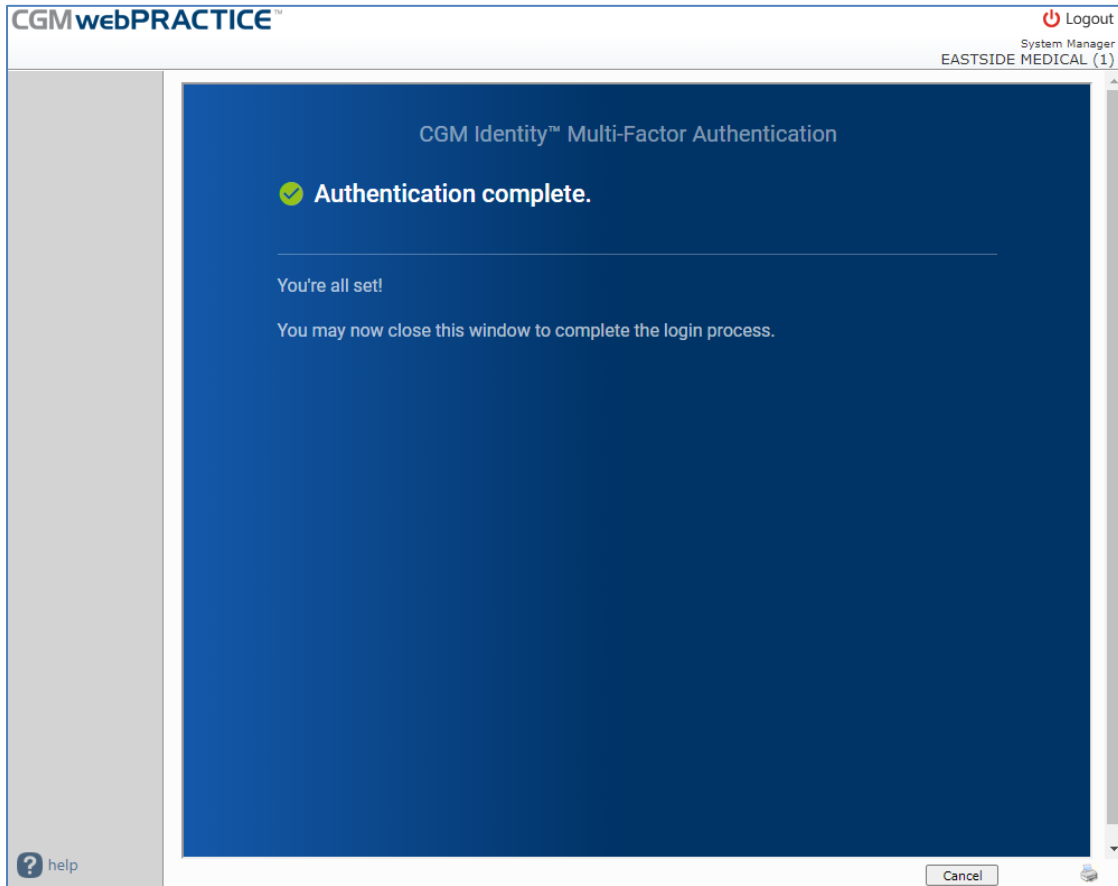 CGM webPRACTICE™
Logout
System Manager
EASTSIDE MEDICAL (1)
CGM Identity™ Multi-Factor Authentication
Authentication complete.
You're all set!
You may now close this window to complete the login process.
? help
Cancel